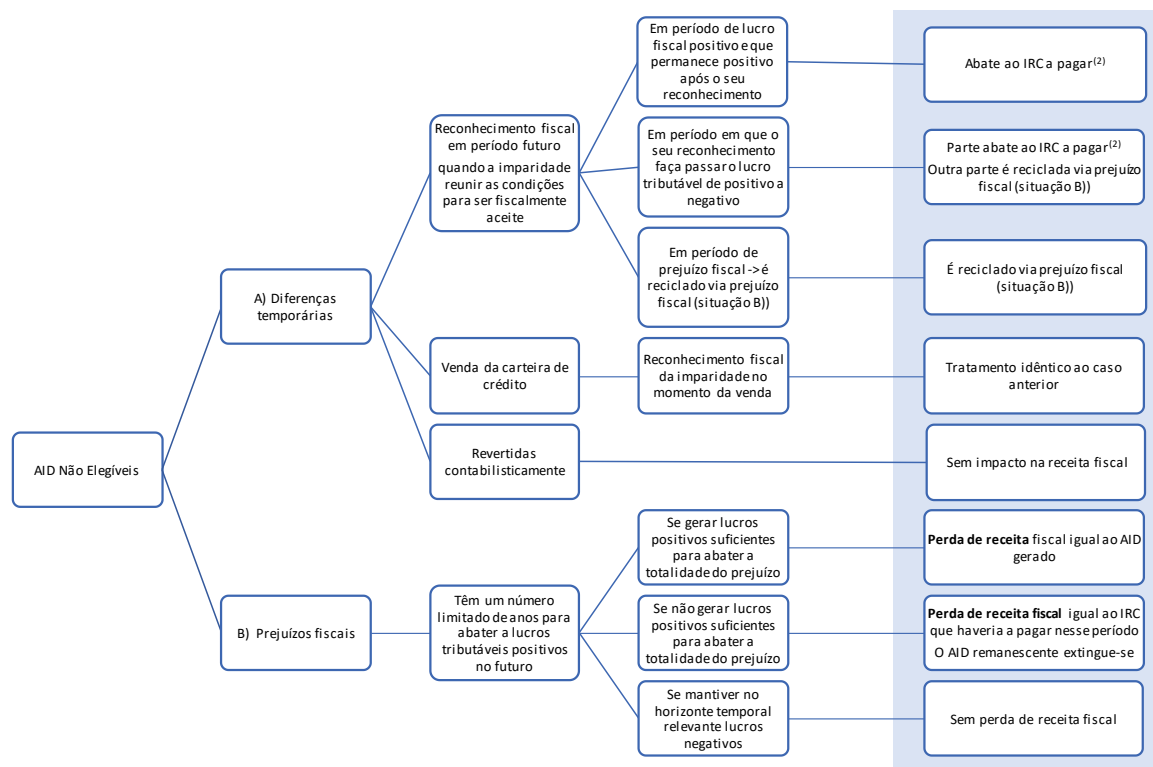 Em período de lucro
fiscal positivo e que
permanece positivo
após o seu
reconhecimento
Abate ao IRC a pagar(2)
Reconhecimento fiscal
em período futuro
quando a imparidade
reunir as condições
para ser fiscalmente
aceite
Em período em que o
seu reconhecimento
faça passar o lucro
tributável de positivo a
negativo
Parte abate ao IRC a pagar(2)
Outra parte é reciclada via prejuízo
fiscal (situação B))
Em período de
prejuízo fiscal -> é
reciclado via prejuízo
fiscal (situação B))
É reciclado via prejuízo fiscal
(situação B))
A) Diferenças
temporárias
Venda da carteira de
crédito
Reconhecimento fiscal
da imparidade no
momento da venda
Tratamento idêntico ao caso
anterior
Revertidas
contabilisticamente
Sem impacto na receita fiscal
AID Não Elegíveis
Se gerar lucros
positivos suficientes
para abater a
totalidade do prejuízo
Perda de receita fiscal igual ao AID
gerado
B) Prejuízos fiscais
Têm um número
limitado de anos para
abater a lucros
tributáveis positivos
no futuro
Se não gerar lucros
positivos suficientes
para abater a
totalidade do prejuízo
Perda de receita fiscal igual ao IRC
que haveria a pagar nesse período
O AID remanescente extingue-se
Se mantiver no
horizonte temporal
relevante lucros
negativos
Sem perda de receita fiscal